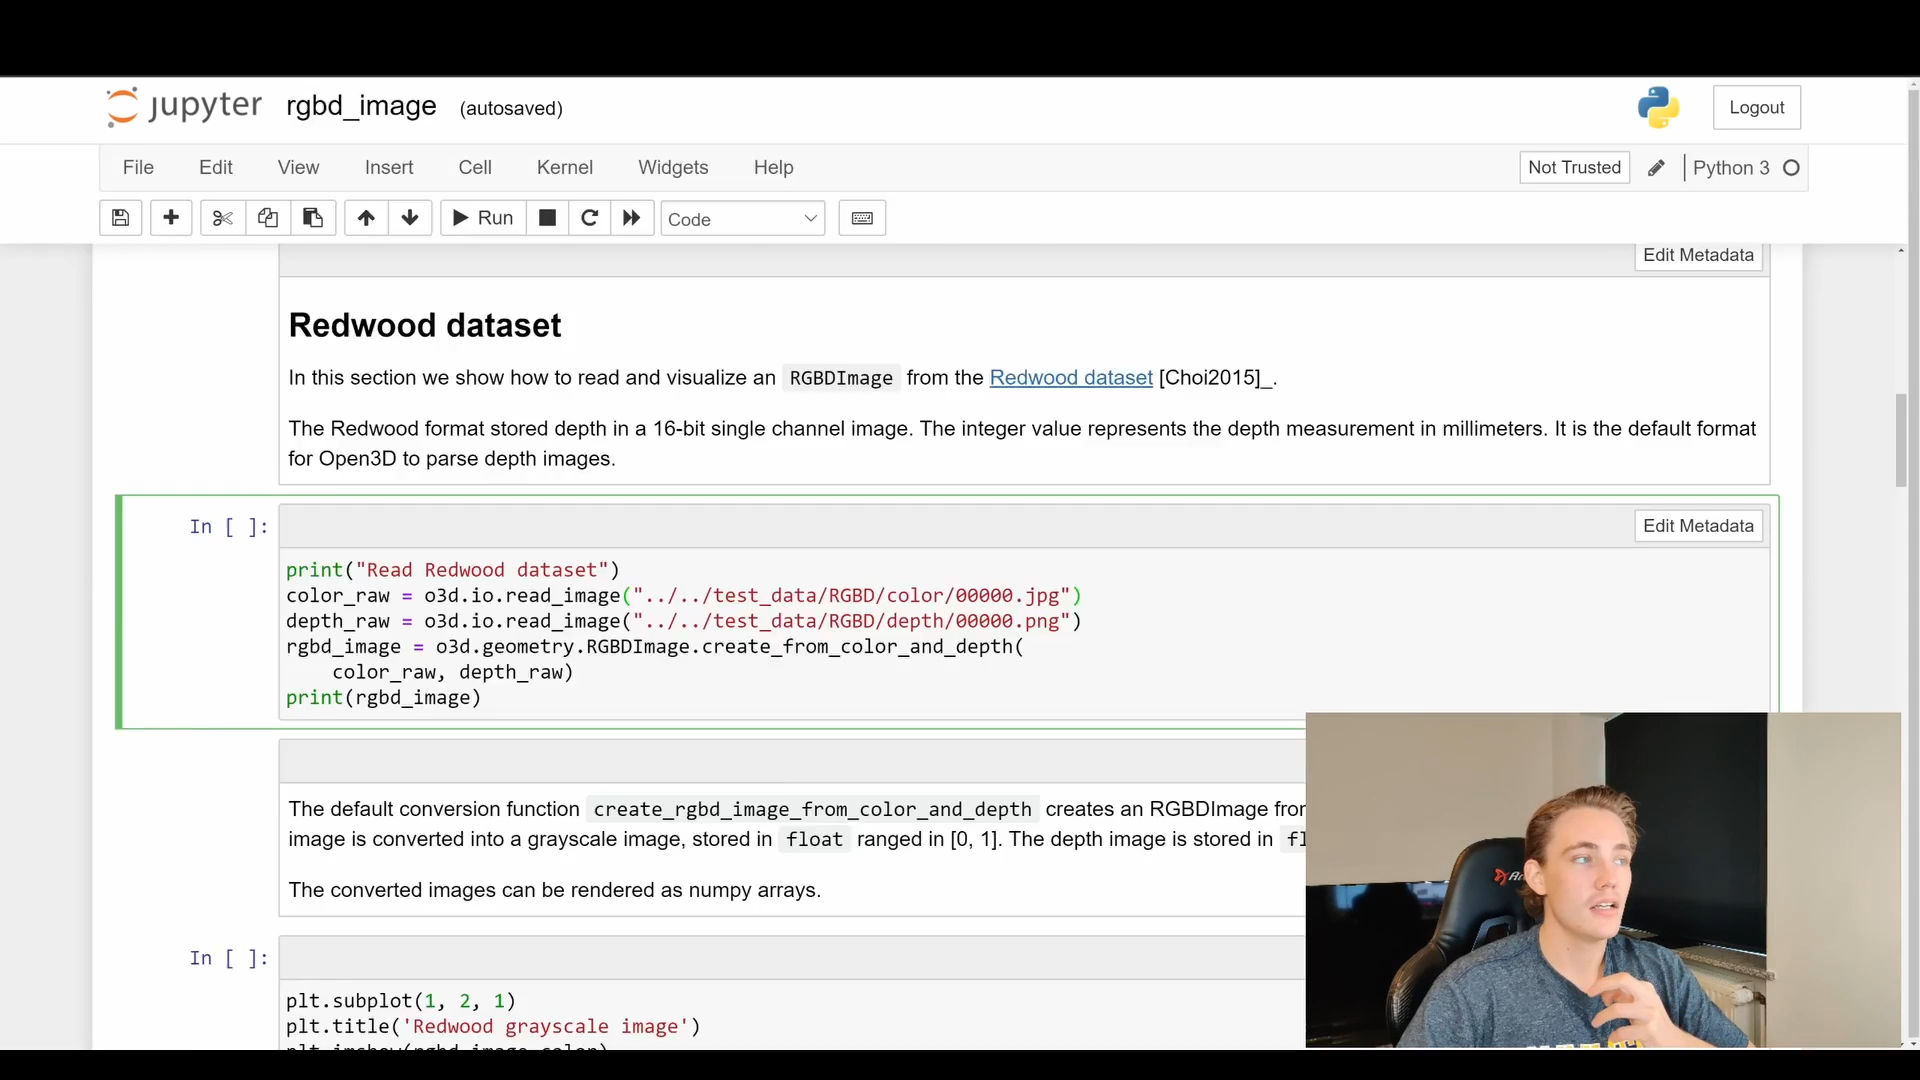 jupyter rgbd_image (autosaved) Logout
File Edit View Insert Cell Kernel Widgets Help Not Trusted Python 3
Run Code
Edit Metadata
Redwood dataset
In this section we show how to read and visualize an RGBDImage from the Redwood dataset [Choi2015]_.
The Redwood format stored depth in a 16-bit single channel image. The integer value represents the depth measurement in millimeters. It is the default format
for Open3D to parse depth images.
In [ ]:
Edit Metadata
print("Read Redwood dataset")
color_raw = o3d.io.read_image("../../test_data/RGBD/color/00000.jpg")
depth_raw = o3d.io.read_image("../../test_data/RGBD/depth/00000.png")
rgbd_image = o3d.geometry.RGBDImage.create_from_color_and_depth(
    color_raw, depth_raw)
print(rgbd_image)
The default conversion function create_rgbd_image_from_color_and_depth creates an RGBDImage
image is converted into a grayscale image, stored in float ranged in [0, 1]. The depth image is stored in
The converted images can be rendered as numpy arrays.
In [ ]:
plt.subplot(1, 2, 1)
plt.title('Redwood grayscale image')